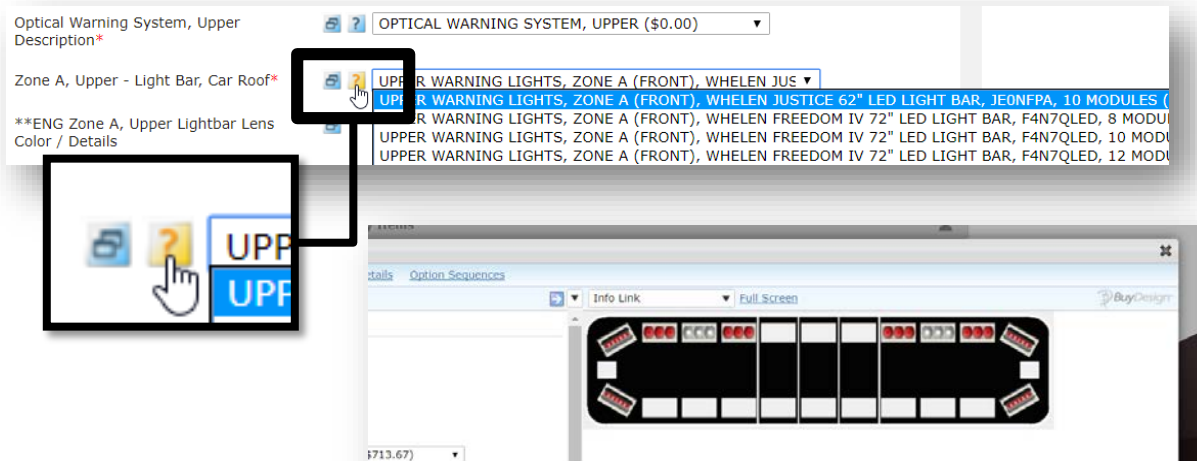 Optical Warning System, Upper
Description*
? OPTICAL WARNING SYSTEM, UPPER ($0.00)
Zone A, Upper - Light Bar, Car Roof*
? UPPER WARNING LIGHTS, ZONE A (FRONT), WHELEN JUS
UPPER WARNING LIGHTS, ZONE A (FRONT), WHELEN JUSTICE 62" LED LIGHT BAR, JE0NFPA, 10 MODULES (
**ENG Zone A, Upper Lightbar Lens
Color / Details
UPPER WARNING LIGHTS, ZONE A (FRONT), WHELEN FREEDOM IV 72" LED LIGHT BAR, F4N7QLED, 8 MODU
UPPER WARNING LIGHTS, ZONE A (FRONT), WHELEN FREEDOM IV 72" LED LIGHT BAR, F4N7QLED, 10 MODU
UPPER WARNING LIGHTS, ZONE A (FRONT), WHELEN FREEDOM IV 72" LED LIGHT BAR, F4N7QLED, 12 MODU
? UPP
UPP
Items
etails Option Sequences
Info Link Full Screen BuyDesign
$713.67)